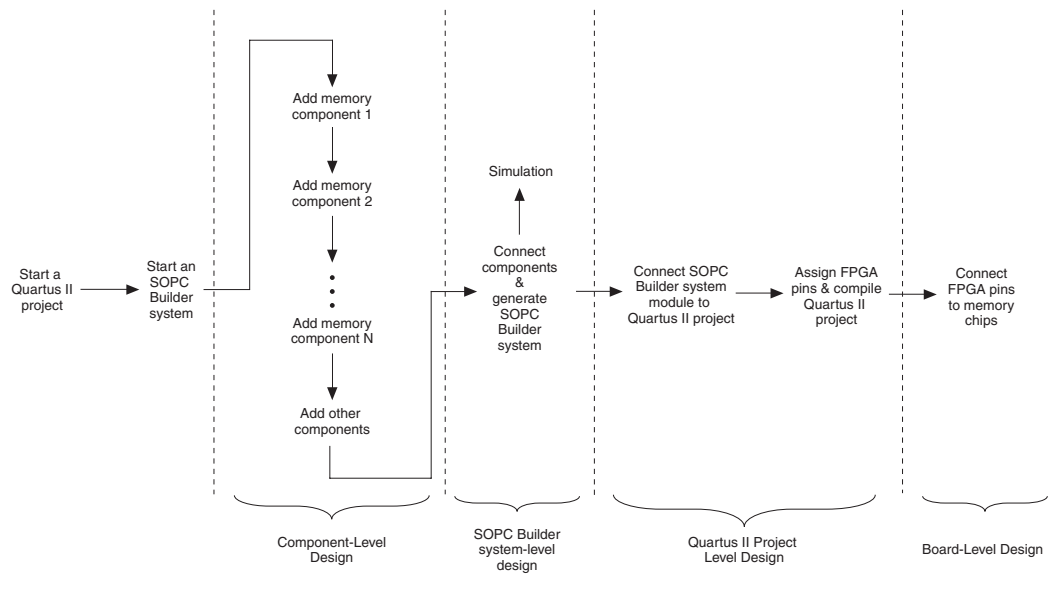 Start a
Quartus II
project
Start an
SOPC
Builder
system
Add memory
component 1
Add memory
component 2
Add memory
component N
Add other
components
Simulation
Connect
components
&
generate
SOPC
Builder
system
Connect SOPC
Builder system
module to
Quartus II project
Assign FPGA
pins & compile
Quartus II
project
Connect
FPGA pins
to memory
chips
Component-Level
Design
SOPC Builder
system-level
design
Quartus II Project
Level Design
Board-Level Design